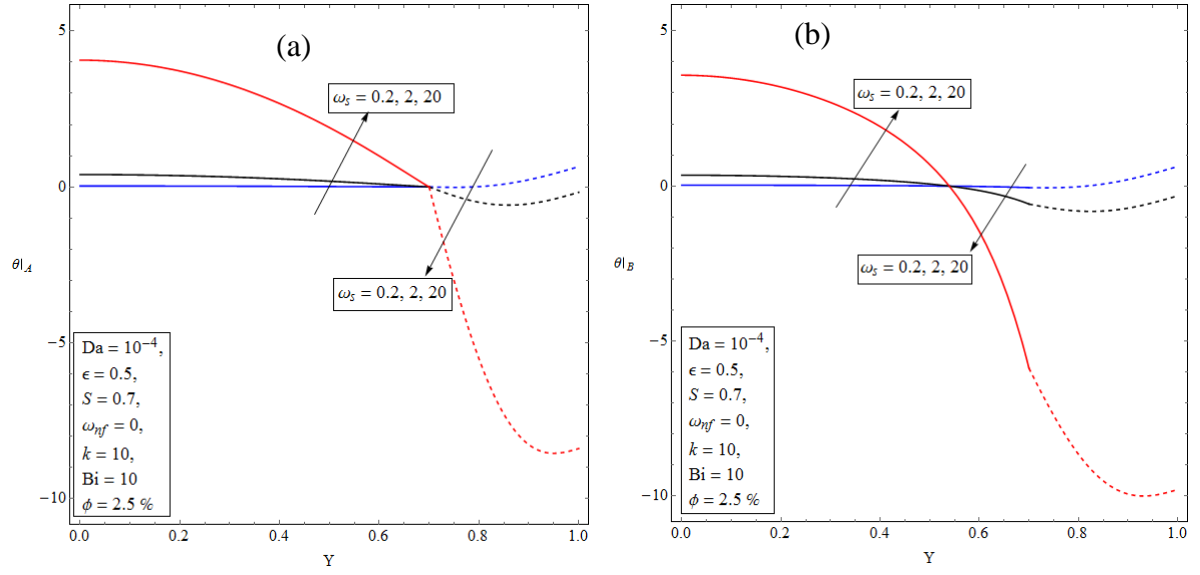 (a)
5
0
−5
−10
θ|A
ωs = 0.2, 2, 20
ωs = 0.2, 2, 20
Da = 10⁻⁴,
ϵ = 0.5,
S = 0.7,
ωnf = 0,
k = 10,
Bi = 10
ϕ = 2.5 %
0.0 0.2 0.4 0.6 0.8 1.0
Y
(b)
5
0
−5
−10
θ|B
ωs = 0.2, 2, 20
ωs = 0.2, 2, 20
Da = 10⁻⁴,
ϵ = 0.5,
S = 0.7,
ωnf = 0,
k = 10,
Bi = 10
ϕ = 2.5 %
0.0 0.2 0.4 0.6 0.8 1.0
Y